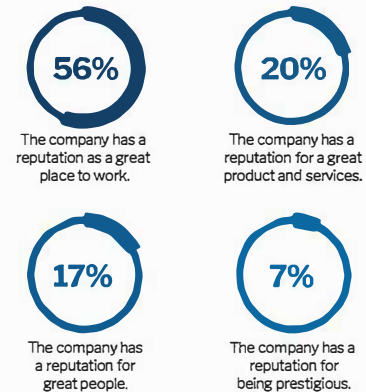 56%
The company has a
reputation as a great
place to work.
20%
The company has a
reputation for a great
product and services.
17%
The company has
a reputation for
great people.
7%
The company has a
reputation for
being prestigious.